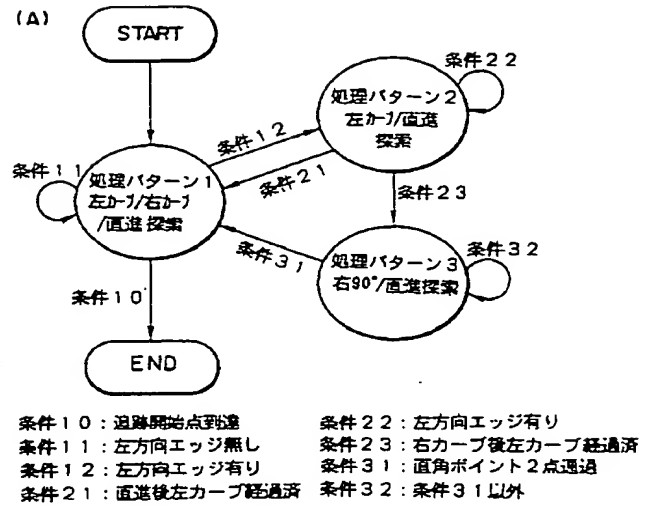 (A)
START
条件22
処理パターン2
左カーブ/直進
探索
条件12
条件21
条件11
処理パターン1
左カーブ/右カーブ
/直進探索
条件23
条件31
処理パターン3
右90°/直進探索
条件32
条件10
END
条件10:追跡開始点到達
条件11:左方向エッジ無し
条件12:左方向エッジ有り
条件21:直進後左カーブ経過済
条件22:左方向エッジ有り
条件23:右カーブ後左カーブ経過済
条件31:直角ポイント2点通過
条件32:条件31以外